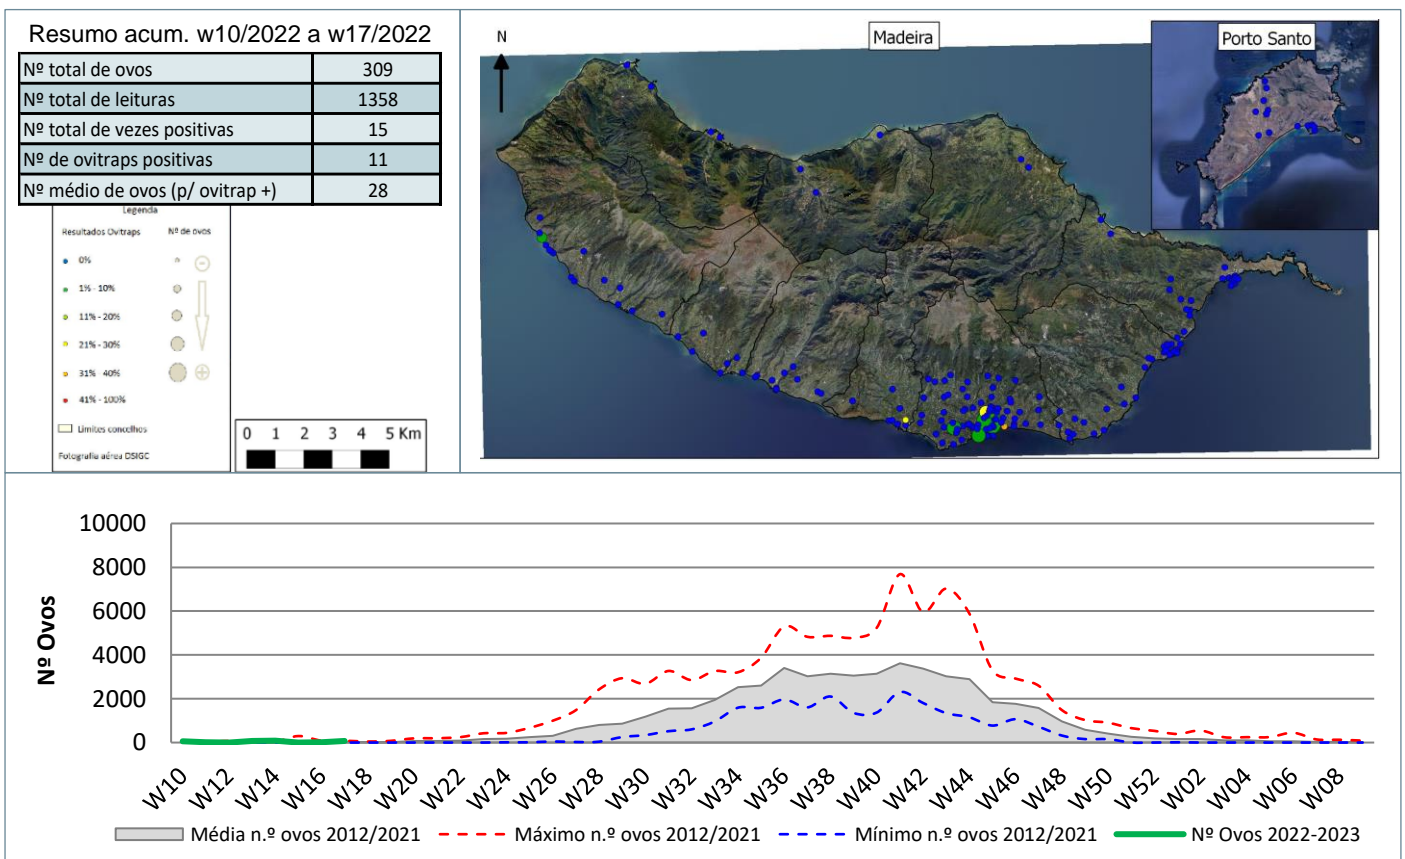 Resumo acum. w10/2022 a w17/2022
Nº total de ovos 309
Nº total de leituras 1358
Nº total de vezes positivas 15
Nº de ovitraps positivas 11
Nº médio de ovos (p/ ovitrap +) 28
Legenda
Resultados Ovitraps Nº de ovos
0%
1% - 10%
11% - 20%
21% - 30%
31% - 40%
41% - 100%
Limites concelhos
Fotografia aérea DSIGC
0 1 2 3 4 5 Km
N
Madeira
Porto Santo
Nº Ovos
10000
8000
6000
4000
2000
0
W10 W12 W14 W16 W18 W20 W22 W24 W26 W28 W30 W32 W34 W36 W38 W40 W42 W44 W46 W48 W50 W52 W02 W04 W06 W08
Média n.º ovos 2012/2021 Máximo n.º ovos 2012/2021 Mínimo n.º ovos 2012/2021 Nº Ovos 2022-2023